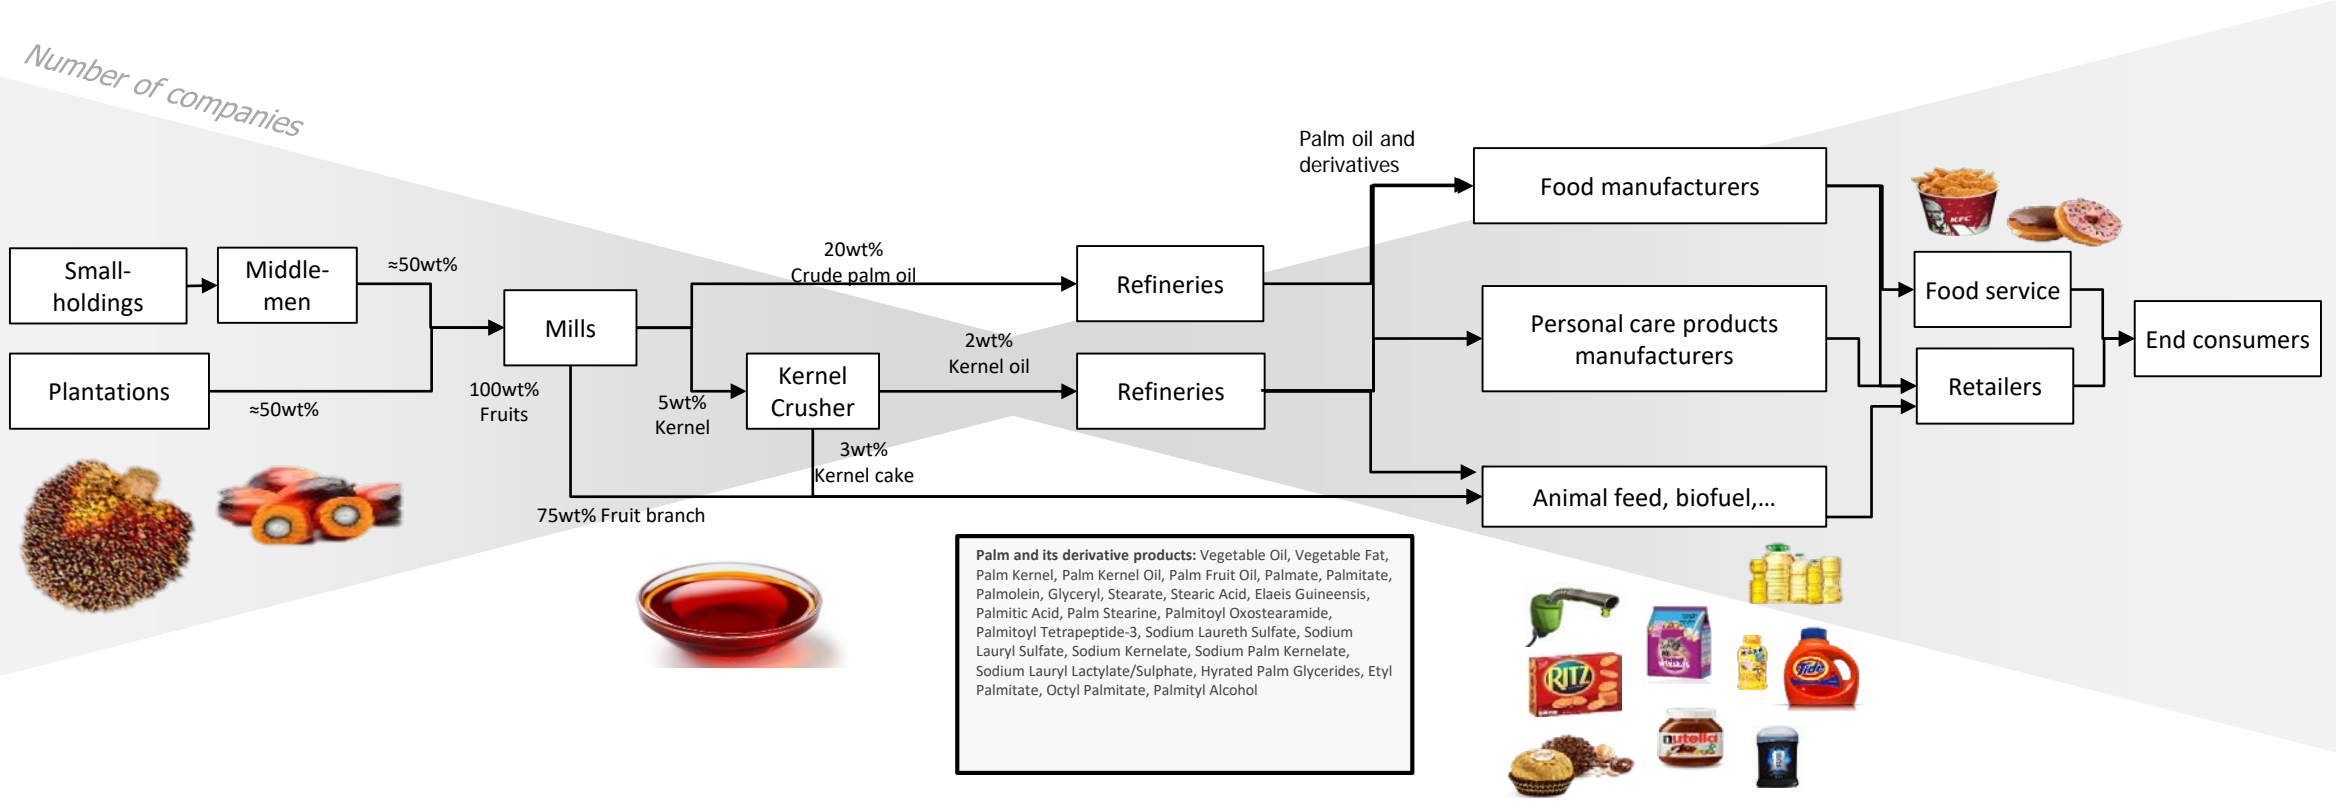 Number of companies
Small-
holdings
Middle-
men
≈50wt%
Plantations
≈50wt%
Mills
100wt%
Fruits
20wt%
Crude palm oil
5wt%
Kernel
Kernel
Crusher
2wt%
Kernel oil
3wt%
Kernel cake
75wt% Fruit branch
Refineries
Refineries
Palm oil and
derivatives
Food manufacturers
Personal care products
manufacturers
Animal feed, biofuel,...
Food service
Retailers
End consumers
Palm and its derivative products: Vegetable Oil, Vegetable Fat,
Palm Kernel, Palm Kernel Oil, Palm Fruit Oil, Palmate, Palmitate,
Palmolein, Glyceryl, Stearate, Stearic Acid, Elaeis Guineensis,
Palmitic Acid, Palm Stearine, Palmitoyl Oxostearamide,
Palmitoyl Tetrapeptide-3, Sodium Laureth Sulfate, Sodium
Lauryl Sulfate, Sodium Kernelate, Sodium Palm Kernelate,
Sodium Lauryl Lactylate/Sulphate, Hyrated Palm Glycerides, Etyl
Palmitate, Octyl Palmitate, Palmityl Alcohol
KFC
RITZ
whiskas
Tide
nutella